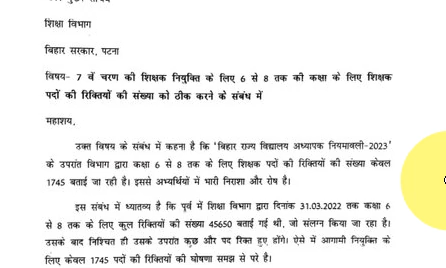 शिक्षा विभाग
बिहार सरकार, पटना
विषय- 7 वें चरण की शिक्षक नियुक्ति के लिए 6 से 8 तक की कक्षा के लिए शिक्षक
पदों की रिक्तियों की संख्या को ठीक करने के संबंध में
महाशय,
उक्त विषय के संबंध में कहना है कि 'बिहार राज्य विद्यालय अध्यापक नियमावली-2023'
के उपरांत विभाग द्वारा कक्षा 6 से 8 तक के लिए शिक्षक पदों की रिक्तियों की संख्या केवल
1745 बताई जा रही है। इससे अभ्यर्थियों में भारी निराशा और रोष है।
इस संबंध में ध्यातव्य है कि पूर्व में शिक्षा विभाग द्वारा दिनांक 31.03.2022 तक कक्षा 6
से 8 तक के लिए कुल रिक्तियों की संख्या 45650 बताई गई थी, जो संलग्न किया जा रहा है।
उसके बाद निश्चित ही उसके उपरांत कुछ और पद रिक्त हुए होंगे। ऐसे में आगामी नियुक्ति के
लिए केवल 1745 पदों की रिक्तियों की घोषणा समझ से परे है।